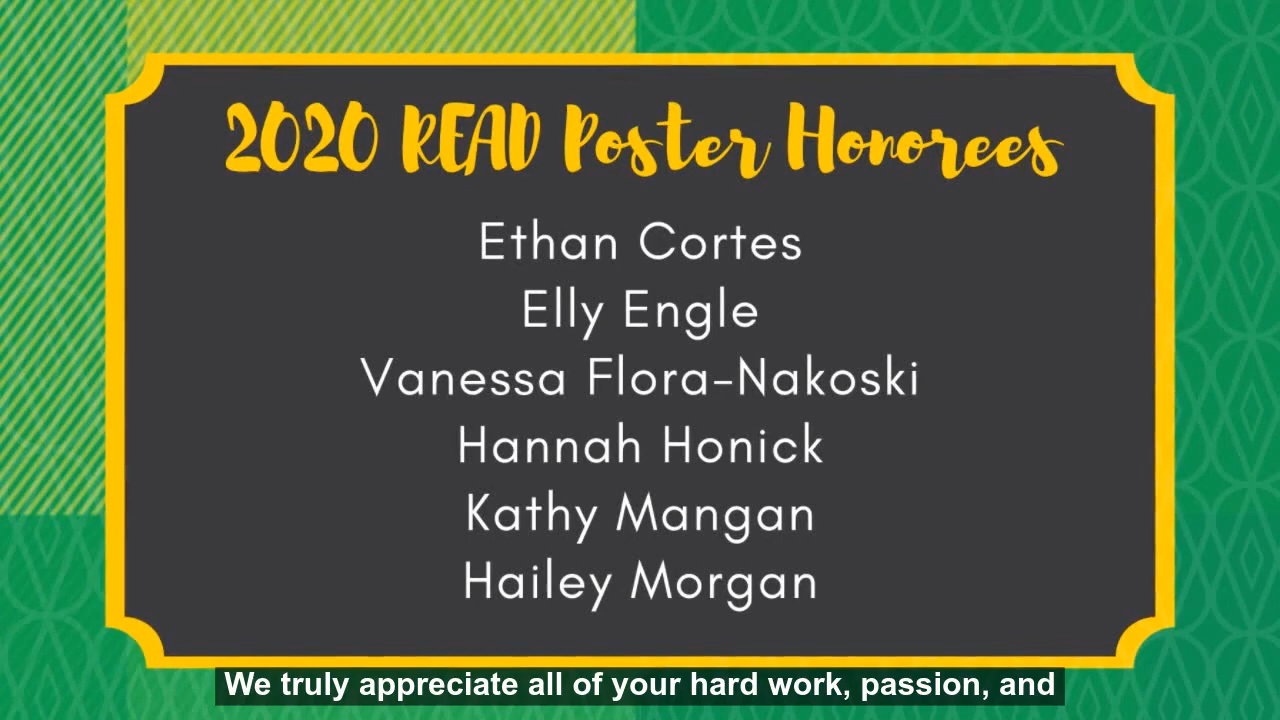 2020 READ Poster Honorees
Ethan Cortes
Elly Engle
Vanessa Flora-Nakoski
Hannah Honick
Kathy Mangan
Hailey Morgan
We truly appreciate all of your hard work, passion, and